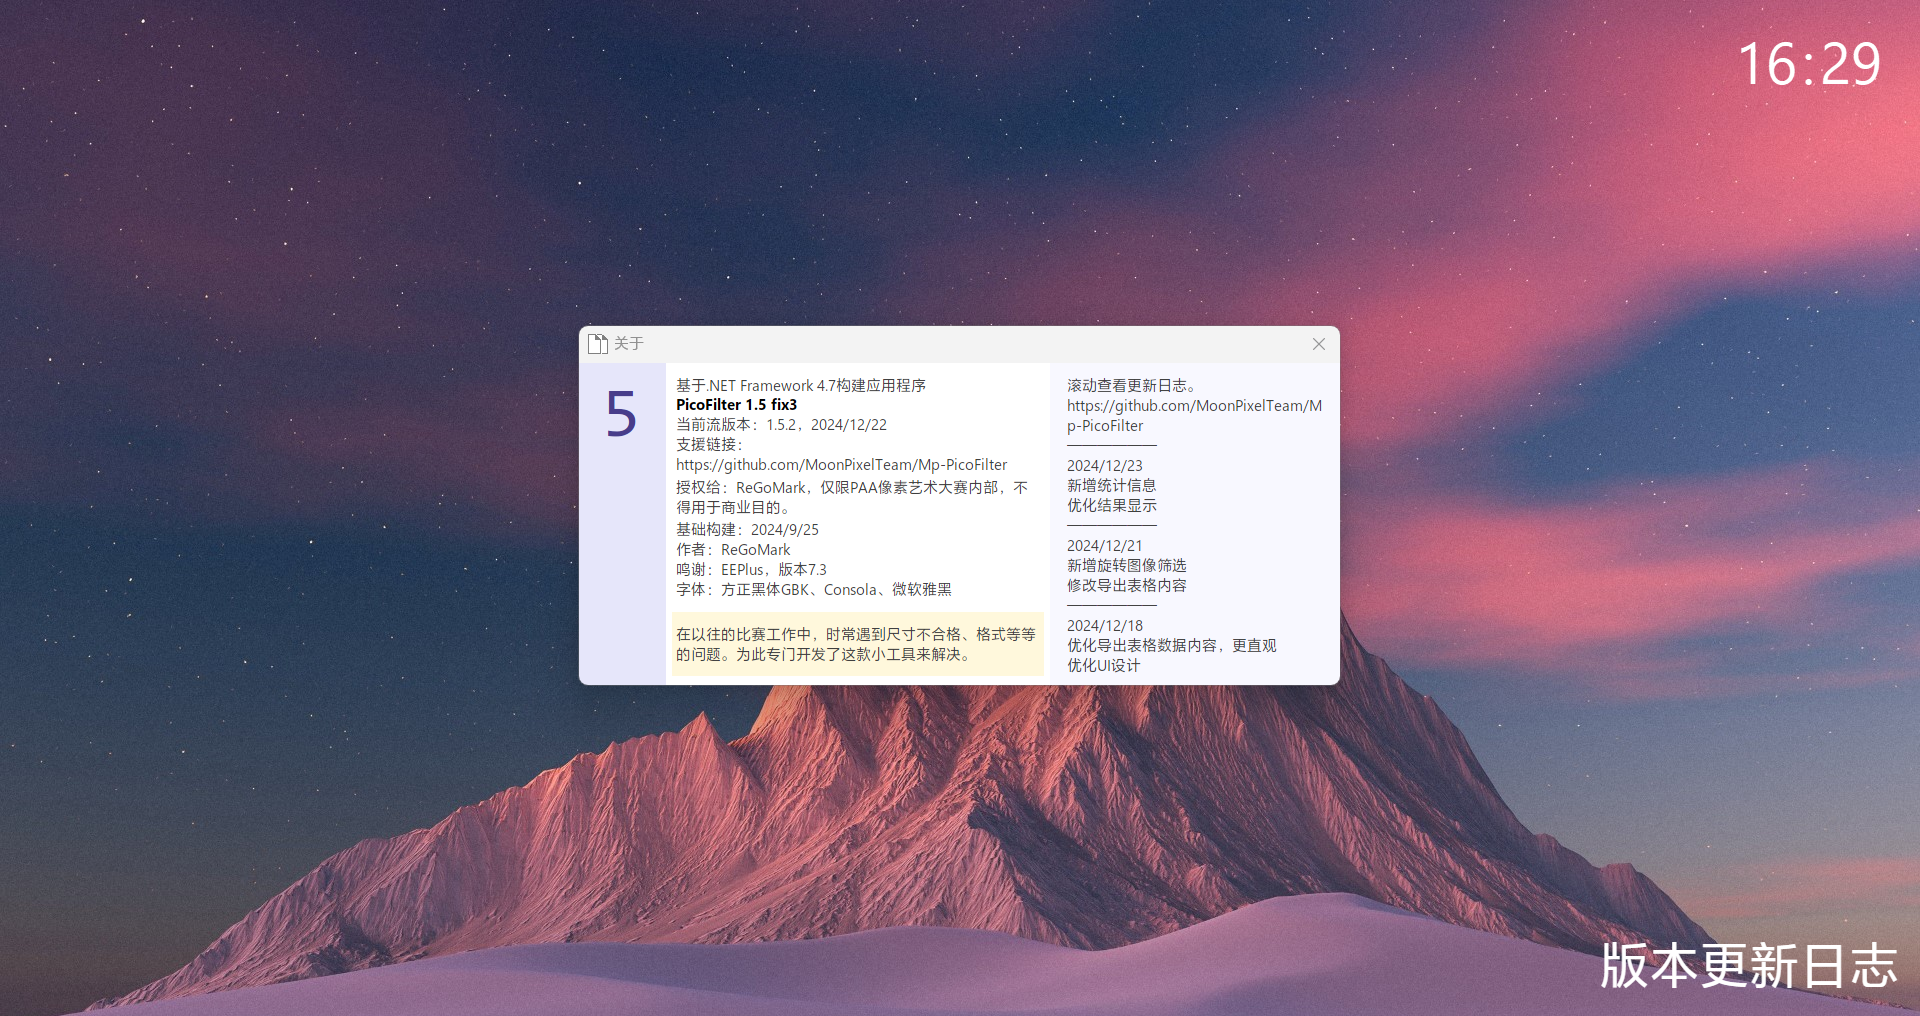 16:29
关于
5
基于.NET Framework 4.7构建应用程序
PicoFilter 1.5 fix3
当前流版本：1.5.2，2024/12/22
支援链接：
https://github.com/MoonPixelTeam/Mp-PicoFilter
授权给：ReGoMark，仅限PAA像素艺术大赛内部，不
得用于商业目的。
基础构建：2024/9/25
作者：ReGoMark
鸣谢：EEPlus，版本7.3
字体：方正黑体GBK、Consola、微软雅黑
在以往的比赛工作中，时常遇到尺寸不合格、格式等等
的问题。为此专门开发了这款小工具来解决。
滚动查看更新日志。
https://github.com/MoonPixelTeam/M
p-PicoFilter
——————
2024/12/23
新增统计信息
优化结果显示
——————
2024/12/21
新增旋转图像筛选
修改导出表格内容
——————
2024/12/18
优化导出表格数据内容，更直观
优化UI设计
版本更新日志